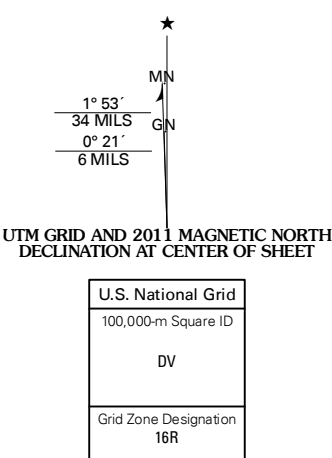 ★
MN
1° 53´
34 MILS
GN
0° 21´
6 MILS
UTM GRID AND 2011 MAGNETIC NORTH
DECLINATION AT CENTER OF SHEET
U.S. National Grid
100,000-m Square ID
DV
Grid Zone Designation
16R